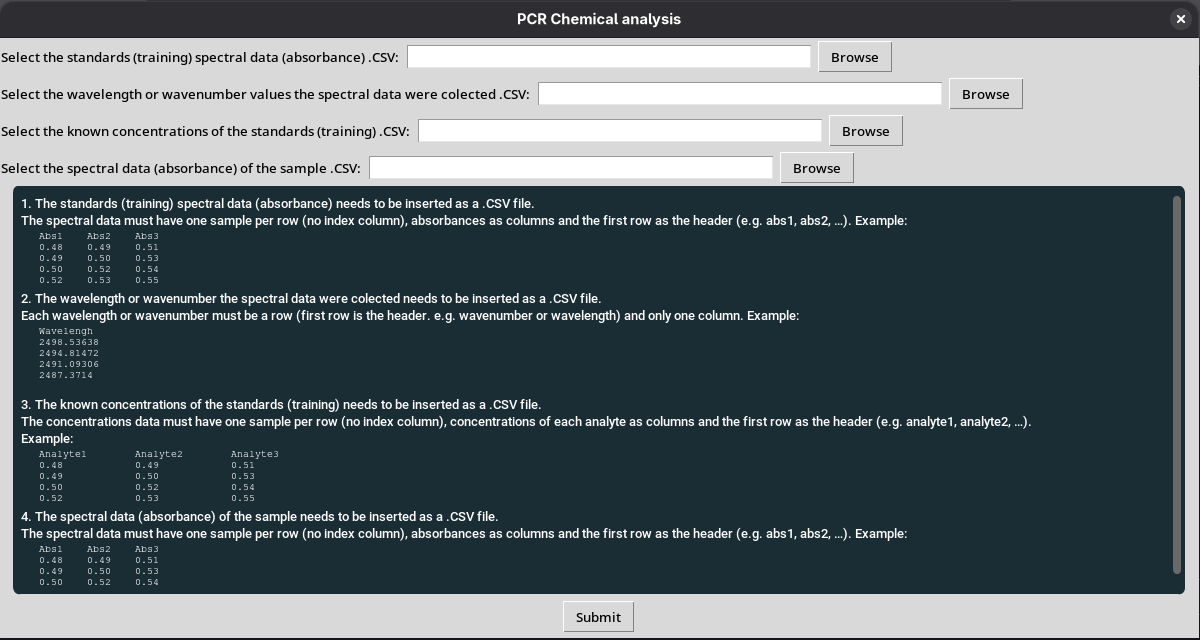 PCR Chemical analysis
Select the standards (training) spectral data (absorbance) .CSV: Browse
Select the wavelength or wavenumber values the spectral data were colected .CSV: Browse
Select the known concentrations of the standards (training) .CSV: Browse
Select the spectral data (absorbance) of the sample .CSV: Browse
1. The standards (training) spectral data (absorbance) needs to be inserted as a .CSV file.
The spectral data must have one sample per row (no index column), absorbances as columns and the first row as the header (e.g. abs1, abs2, ...). Example:
Abs1 Abs2 Abs3
0.48 0.49 0.51
0.49 0.50 0.53
0.50 0.52 0.54
0.52 0.53 0.55
2. The wavelength or wavenumber the spectral data were colected needs to be inserted as a .CSV file.
Each wavelength or wavenumber must be a row (first row is the header. e.g. wavenumber or wavelength) and only one column. Example:
Wavelengh
2498.53638
2494.81472
2491.09306
2487.3714
3. The known concentrations of the standards (training) needs to be inserted as a .CSV file.
The concentrations data must have one sample per row (no index column), concentrations of each analyte as columns and the first row as the header (e.g. analyte1, analyte2, ...).
Example:
Analyte1 Analyte2 Analyte3
0.48 0.49 0.51
0.49 0.50 0.53
0.50 0.52 0.54
0.52 0.53 0.55
4. The spectral data (absorbance) of the sample needs to be inserted as a .CSV file.
The spectral data must have one sample per row (no index column), absorbances as columns and the first row as the header (e.g. abs1, abs2, ...). Example:
Abs1 Abs2 Abs3
0.48 0.49 0.51
0.49 0.50 0.53
0.50 0.52 0.54
Submit